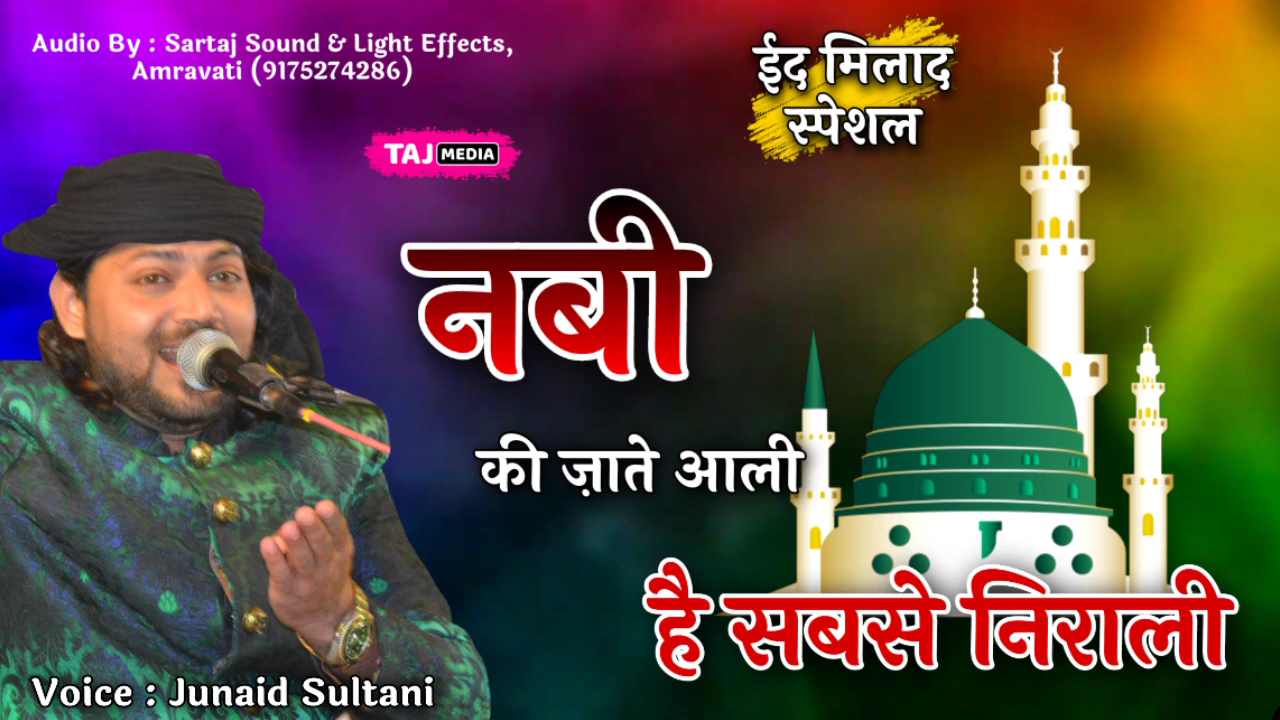 Audio By : Sartaj Sound & Light Effects,
Amravati (9175274286)
ईद मिलाद
स्पेशल
TAJ MEDIA
नबी
की ज़ाते आली
है सबसे निराली
Voice : Junaid Sultani